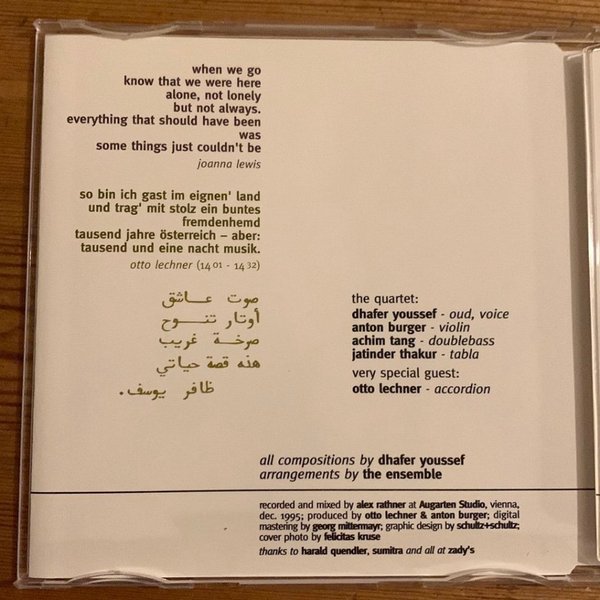 when we go
know that we were here
alone, not lonely
but not always.
everything that should have been
was
some things just couldn't be
joanna lewis
so bin ich gast im eignen' land
und trag' mit stolz ein buntes
fremdenhemd
tausend jahre österreich – aber:
tausend und eine nacht musik.
otto lechner (14 01 - 14 32)
صوت عاشق
أوتار تنوح
صرخة غريب
هذه قصة حياتي
ظافر يوسف.
the quartet:
dhafer youssef - oud, voice
anton burger - violin
achim tang - doublebass
jatinder thakur - tabla
very special guest:
otto lechner - accordion
all compositions by dhafer youssef
arrangements by the ensemble
recorded and mixed by alex rathner at Augarten Studio, vienna,
dec. 1995; produced by otto lechner & anton burger; digital
mastering by georg mittermayr; graphic design by schultz+schultz;
cover photo by felicitas kruse
thanks to harald quendler, sumitra and all at zady's